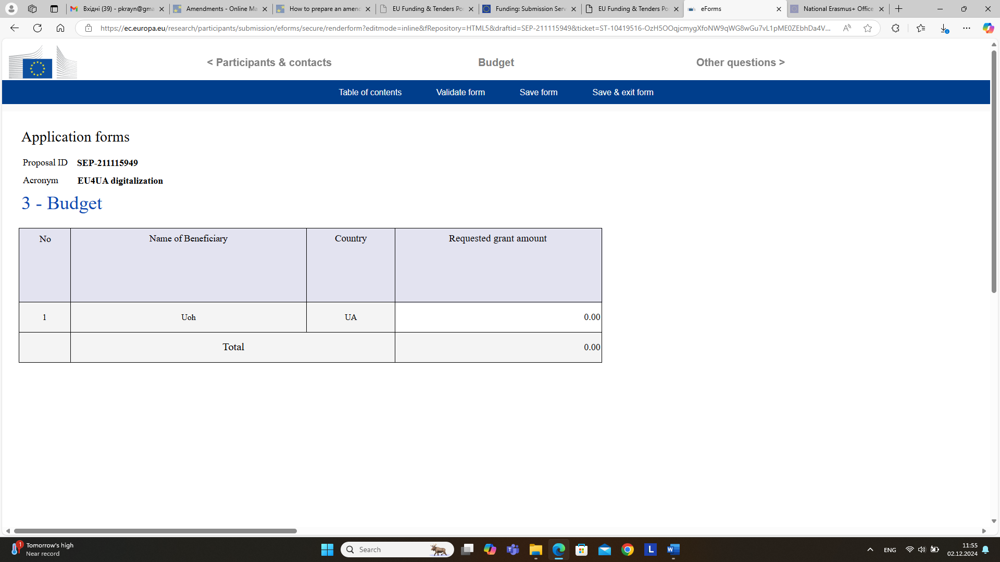 Вхідні (39) - pkrayn@gma
Amendments - Online Ma
How to prepare an amen
EU Funding & Tenders Po
Funding: Submission Serv
EU Funding & Tenders Po
eForms
National Erasmus+ Office
https://ec.europa.eu/research/participants/submission/eforms/secure/renderform?editmode=inline&fRepository=HTML5&draftid=SEP-211115949&ticket=ST-10419516-OzH5OOqjcmygXfoNW9qWG8wGu7vL1pME0ZEbhDa4V...
< Participants & contacts
Budget
Other questions >
Table of contents
Validate form
Save form
Save & exit form
Application forms
Proposal ID SEP-211115949
Acronym EU4UA digitalization
3 - Budget
No Name of Beneficiary Country Requested grant amount
1 Uoh UA 0.00
Total 0.00
1
Tomorrow's high
Near record
Search
ENG
11:55
02.12.2024